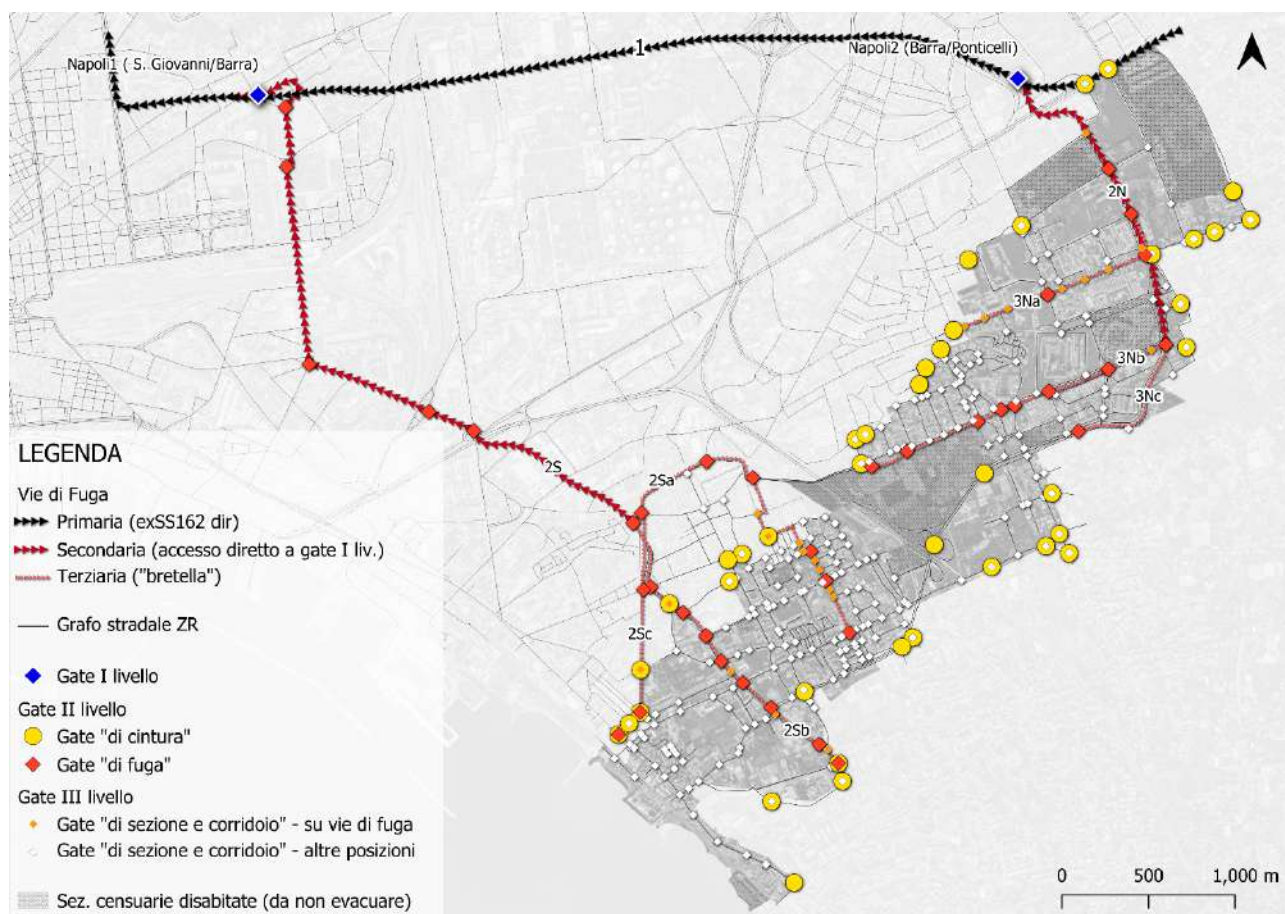 Napoli1 ( S. Giovanni/Barra)
1
Napoli2 (Barra/Ponticelli)
2N
3Na
3Nb
3Nc
2S
2Sa
2Sc
2Sb
LEGENDA
Vie di Fuga
Primaria (exSS162 dir)
Secondaria (accesso diretto a gate I liv.)
Terziaria ("bretella")
Grafo stradale ZR
Gate I livello
Gate II livello
Gate "di cintura"
Gate "di fuga"
Gate III livello
Gate "di sezione e corridoio" - su vie di fuga
Gate "di sezione e corridoio" - altre posizioni
Sez. censuarie disabitate (da non evacuare)
0 500 1,000 m